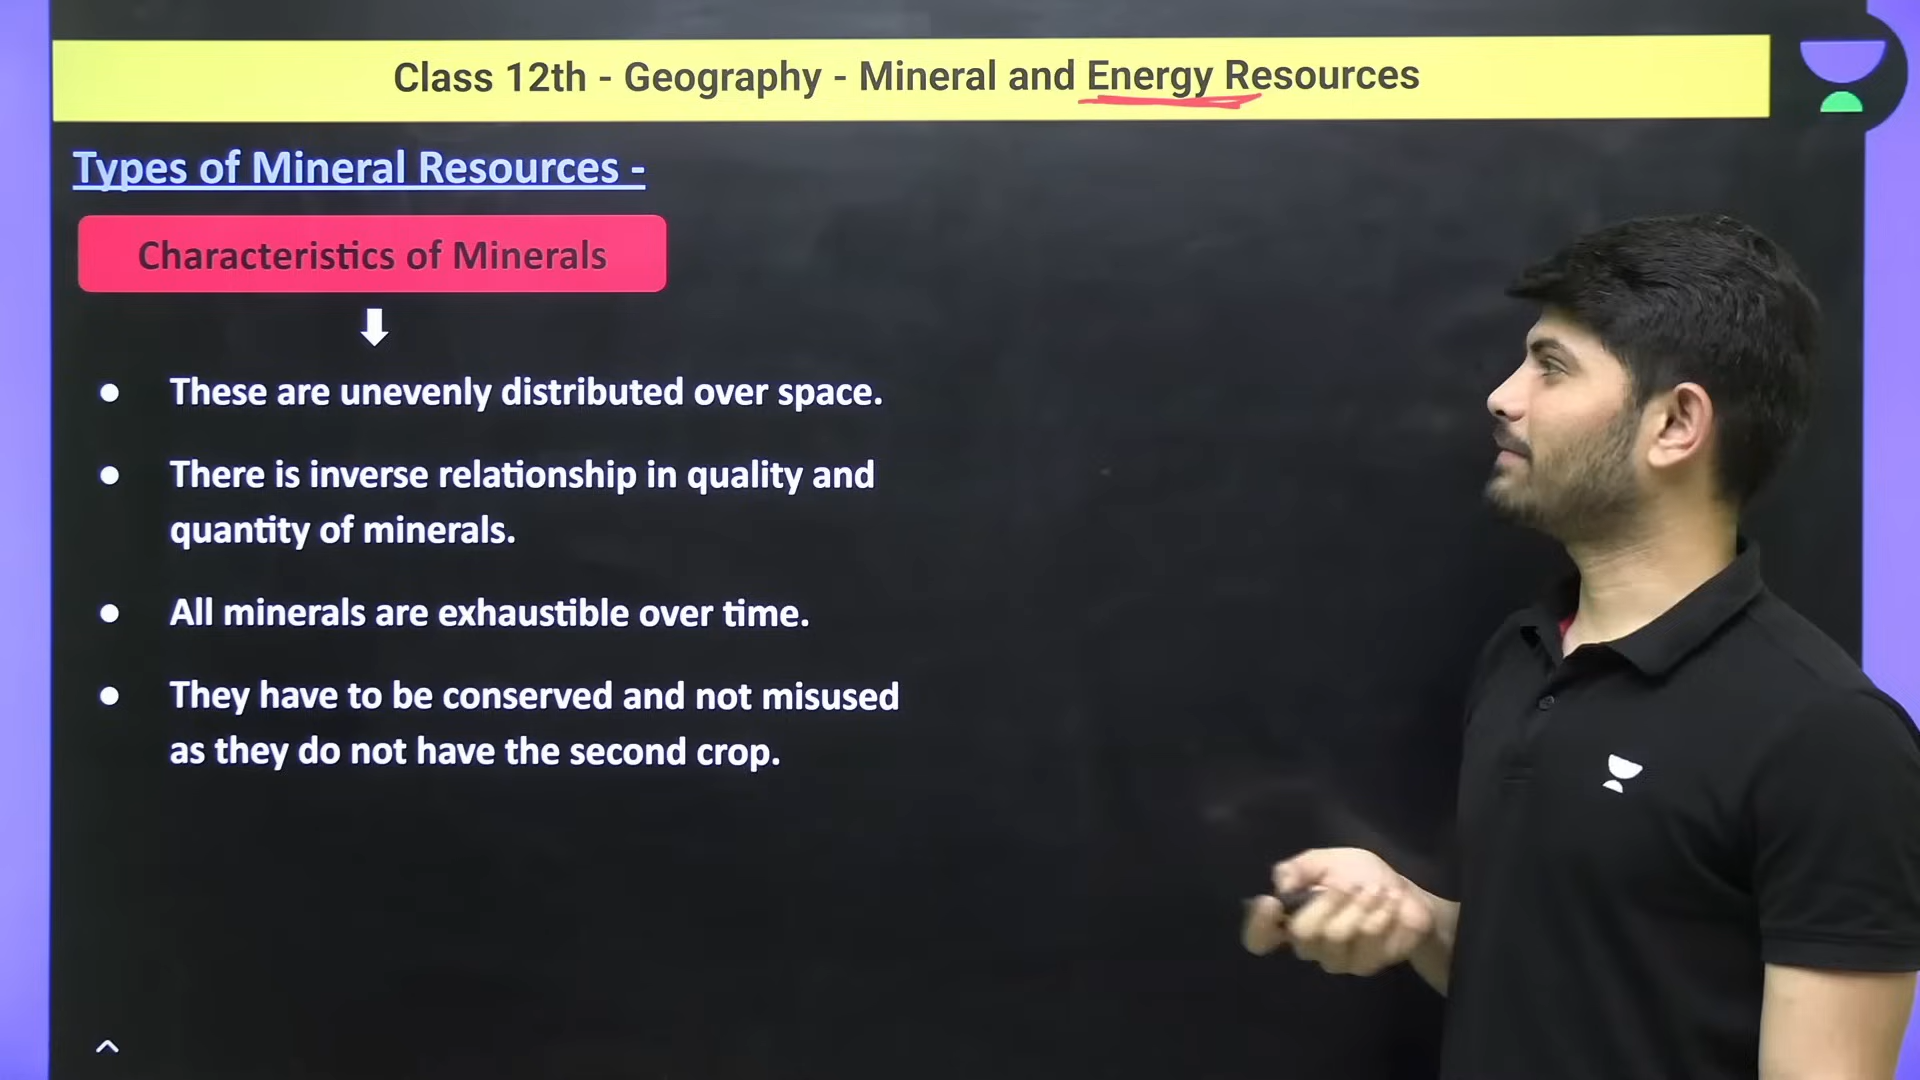 Class 12th - Geography - Mineral and Energy Resources
Types of Mineral Resources -
Characteristics of Minerals
● These are unevenly distributed over space.
● There is inverse relationship in quality and
quantity of minerals.
● All minerals are exhaustible over time.
● They have to be conserved and not misused
as they do not have the second crop.